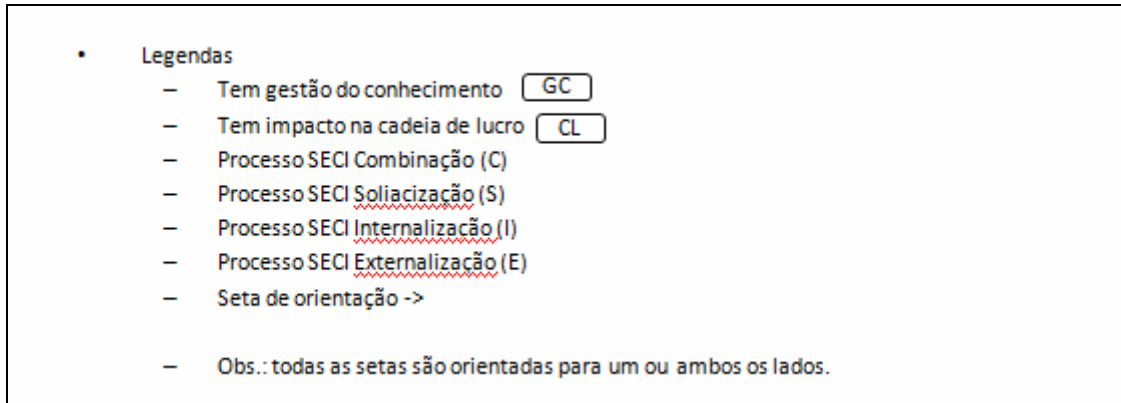 • Legendas
– Tem gestão do conhecimento GC
– Tem impacto na cadeia de lucro CL
– Processo SECI Combinação (C)
– Processo SECI Soliacização (S)
– Processo SECI Internalização (I)
– Processo SECI Externalização (E)
– Seta de orientação ->
– Obs.: todas as setas são orientadas para um ou ambos os lados.